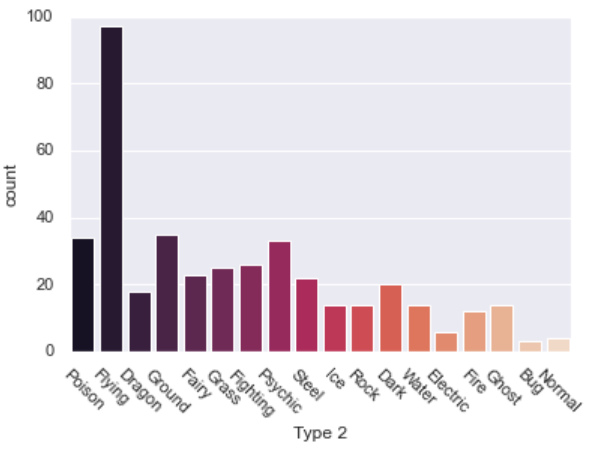 100
80
60
40
20
0
count
Poison
Flying
Dragon
Ground
Fairy
Grass
Fighting
Psychic
Steel
Ice
Rock
Dark
Water
Electric
Fire
Ghost
Bug
Normal
Type 2